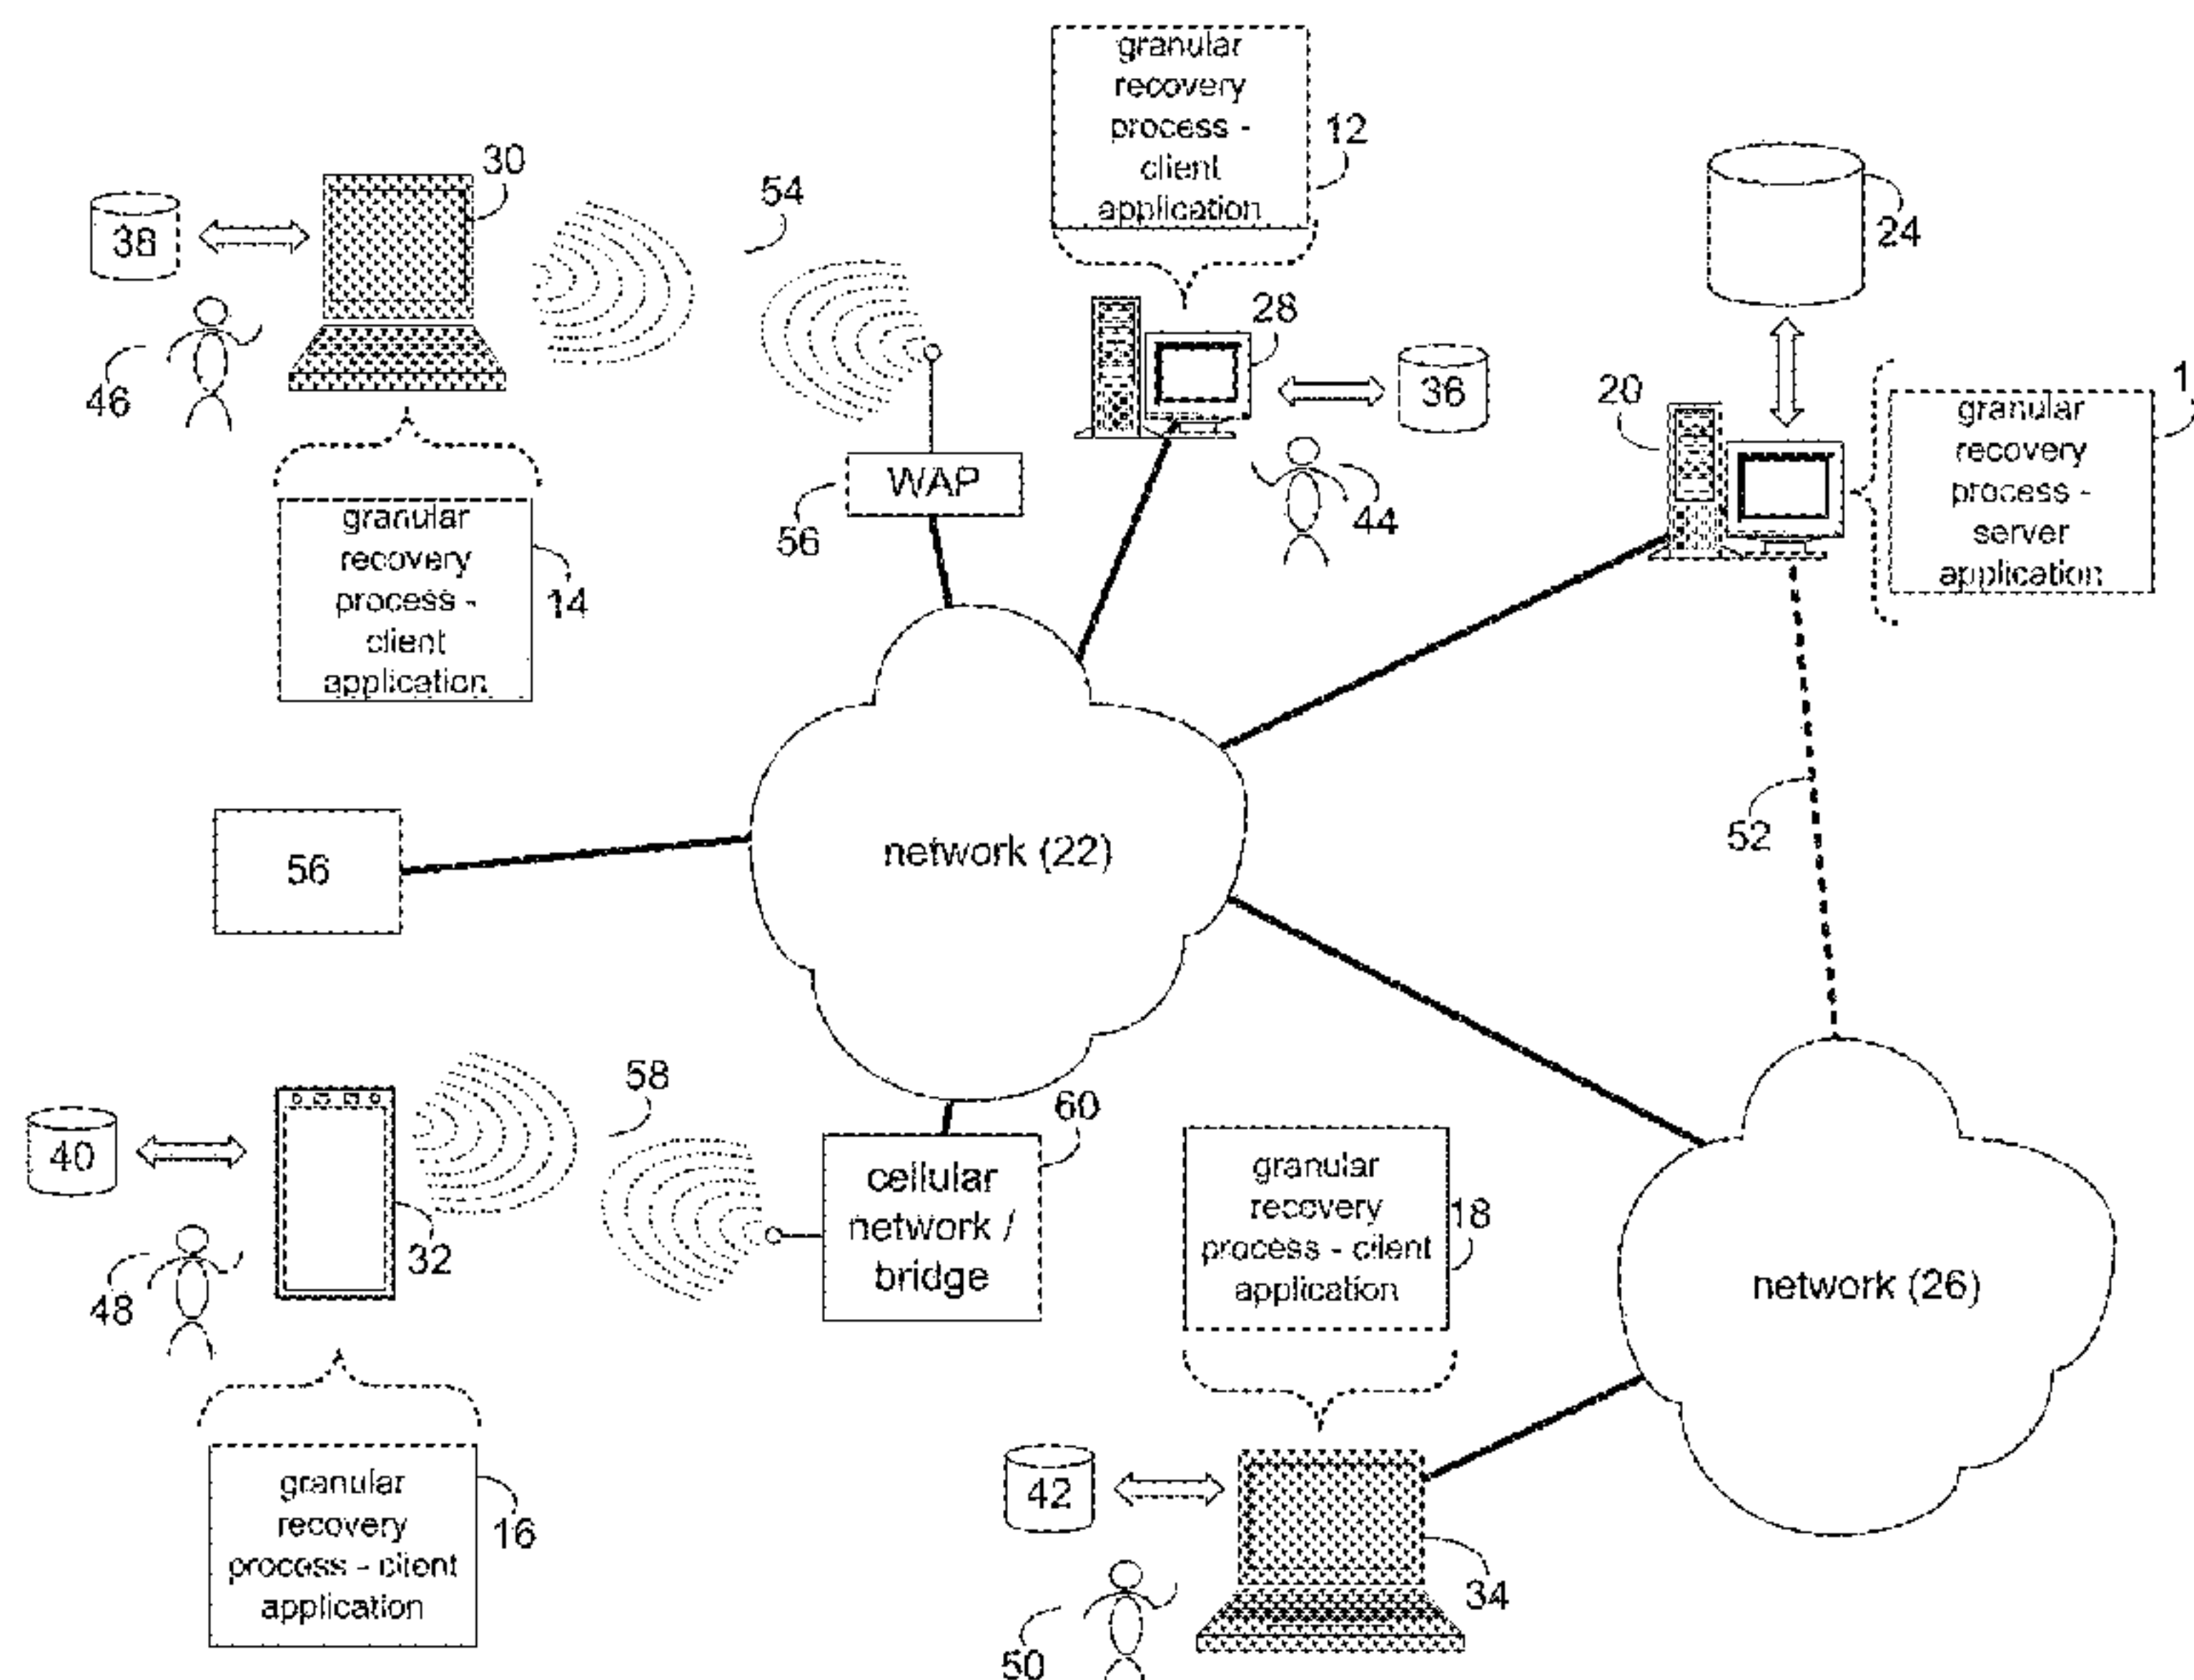 granular
recovery
process -
client
application
12
30
38
46
54
granular
recovery
process -
client
application
14
WAP
56
28
36
44
24
20
1
granular
recovery
process -
server
application
52
network (22)
56
58
60
40
32
48
cellular
network /
bridge
granular
recovery
process - client
application
18
network (26)
granular
recovery
process - client
application
16
42
34
50